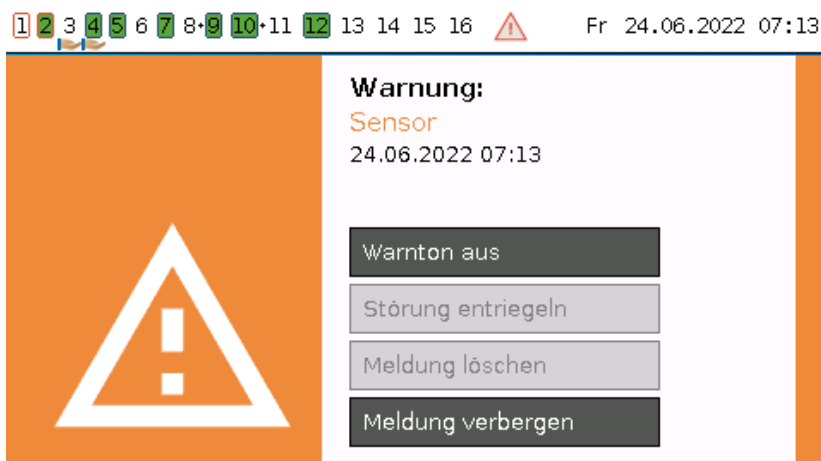 1 2 3 4 5 6 7 8+9 10+11 12 13 14 15 16 Fr 24.06.2022 07:13
Warnung:
Sensor
24.06.2022 07:13
Warnton aus
Störung entriegeln
Meldung löschen
Meldung verbergen